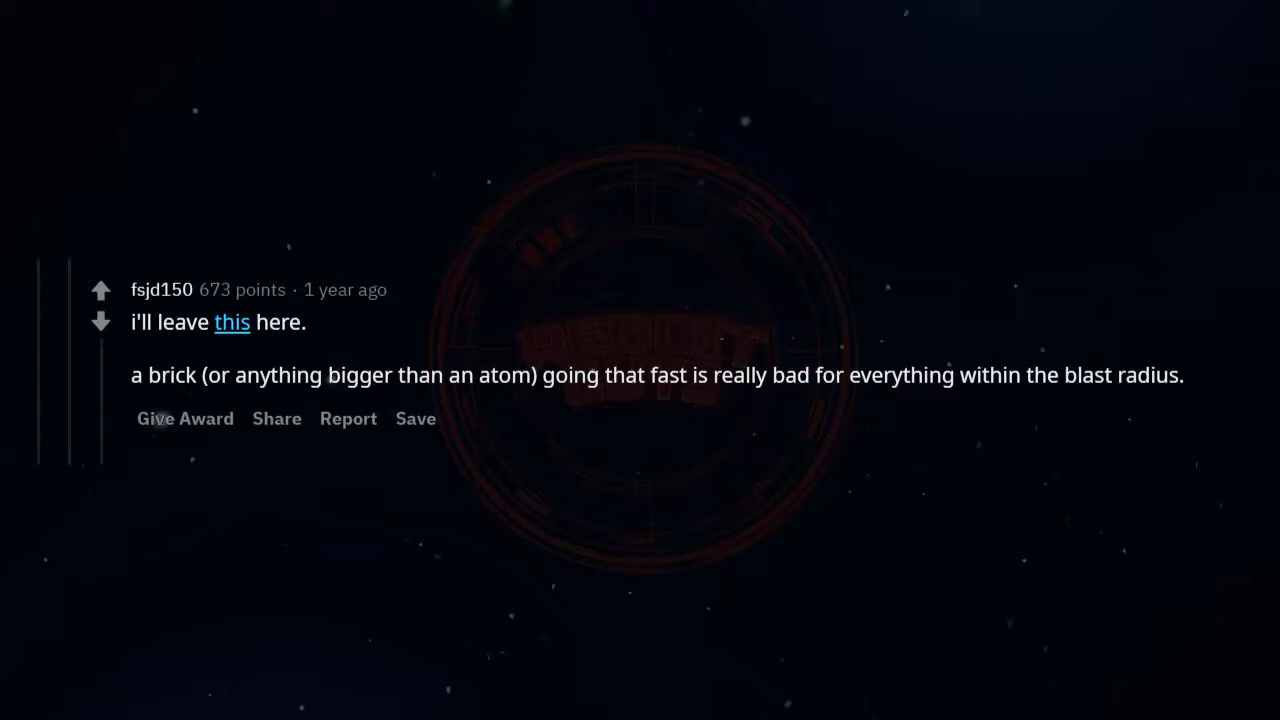 fsjd150 673 points · 1 year ago
i'll leave this here.
a brick (or anything bigger than an atom) going that fast is really bad for everything within the blast radius.
Give Award Share Report Save